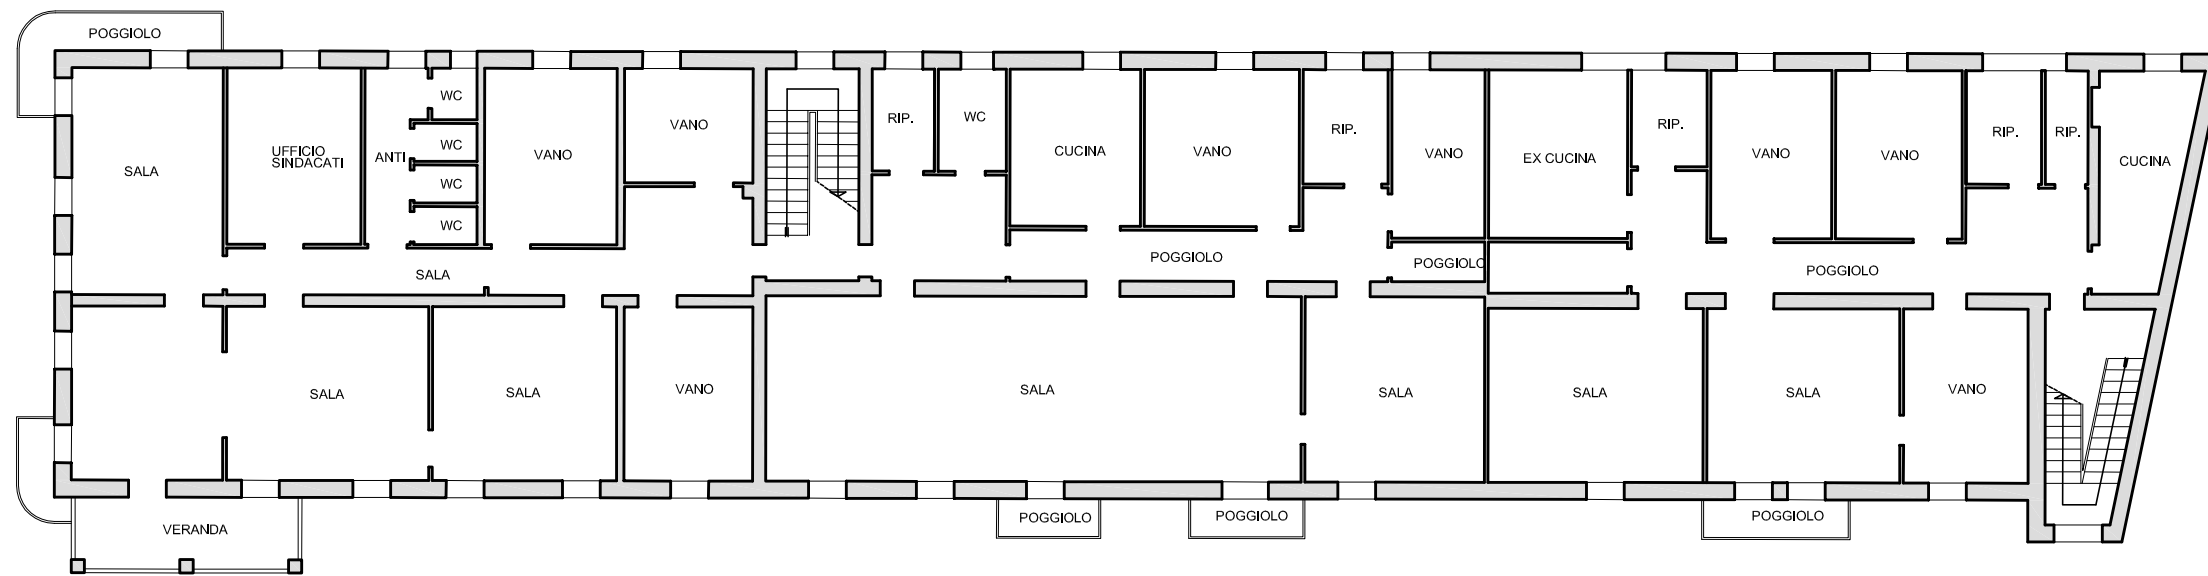 POGGIOLO
WC
RIP.
WC
RIP.
RIP.
VANO
WC
UFFICIO
SINDACATI
ANTI
VANO
CUCINA
VANO
VANO
EX CUCINA
VANO
VANO
RIP.
RIP.
CUCINA
SALA
WC
WC
SALA
POGGIOLO
POGGIOLO
POGGIOLO
SALA
SALA
VANO
SALA
SALA
SALA
SALA
VANO
VERANDA
POGGIOLO
POGGIOLO
POGGIOLO